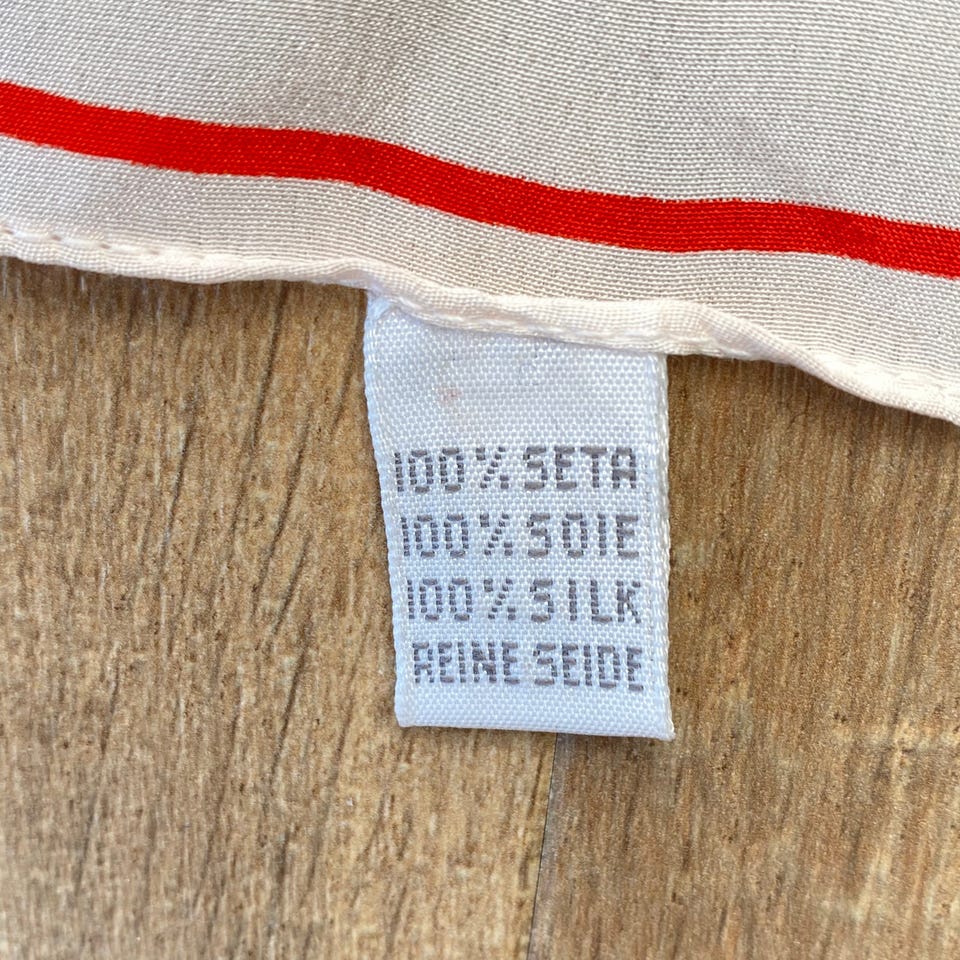 100% SETA
100% SOIE
100% SILK
REINE SEIDE